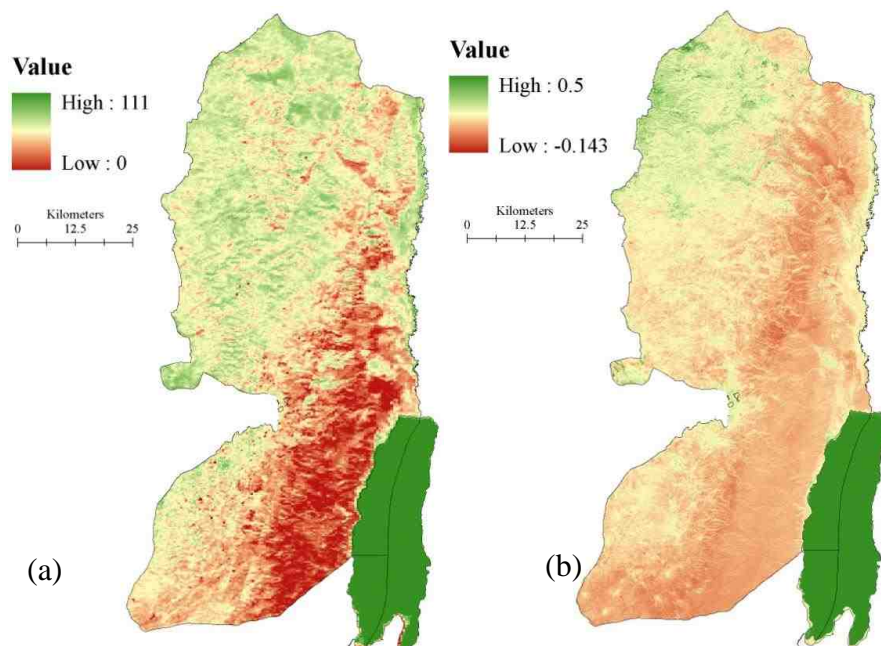 Value
High : 111
Low : 0
Kilometers
0 12.5 25
(a)
Value
High : 0.5
Low : -0.143
Kilometers
0 12.5 25
(b)